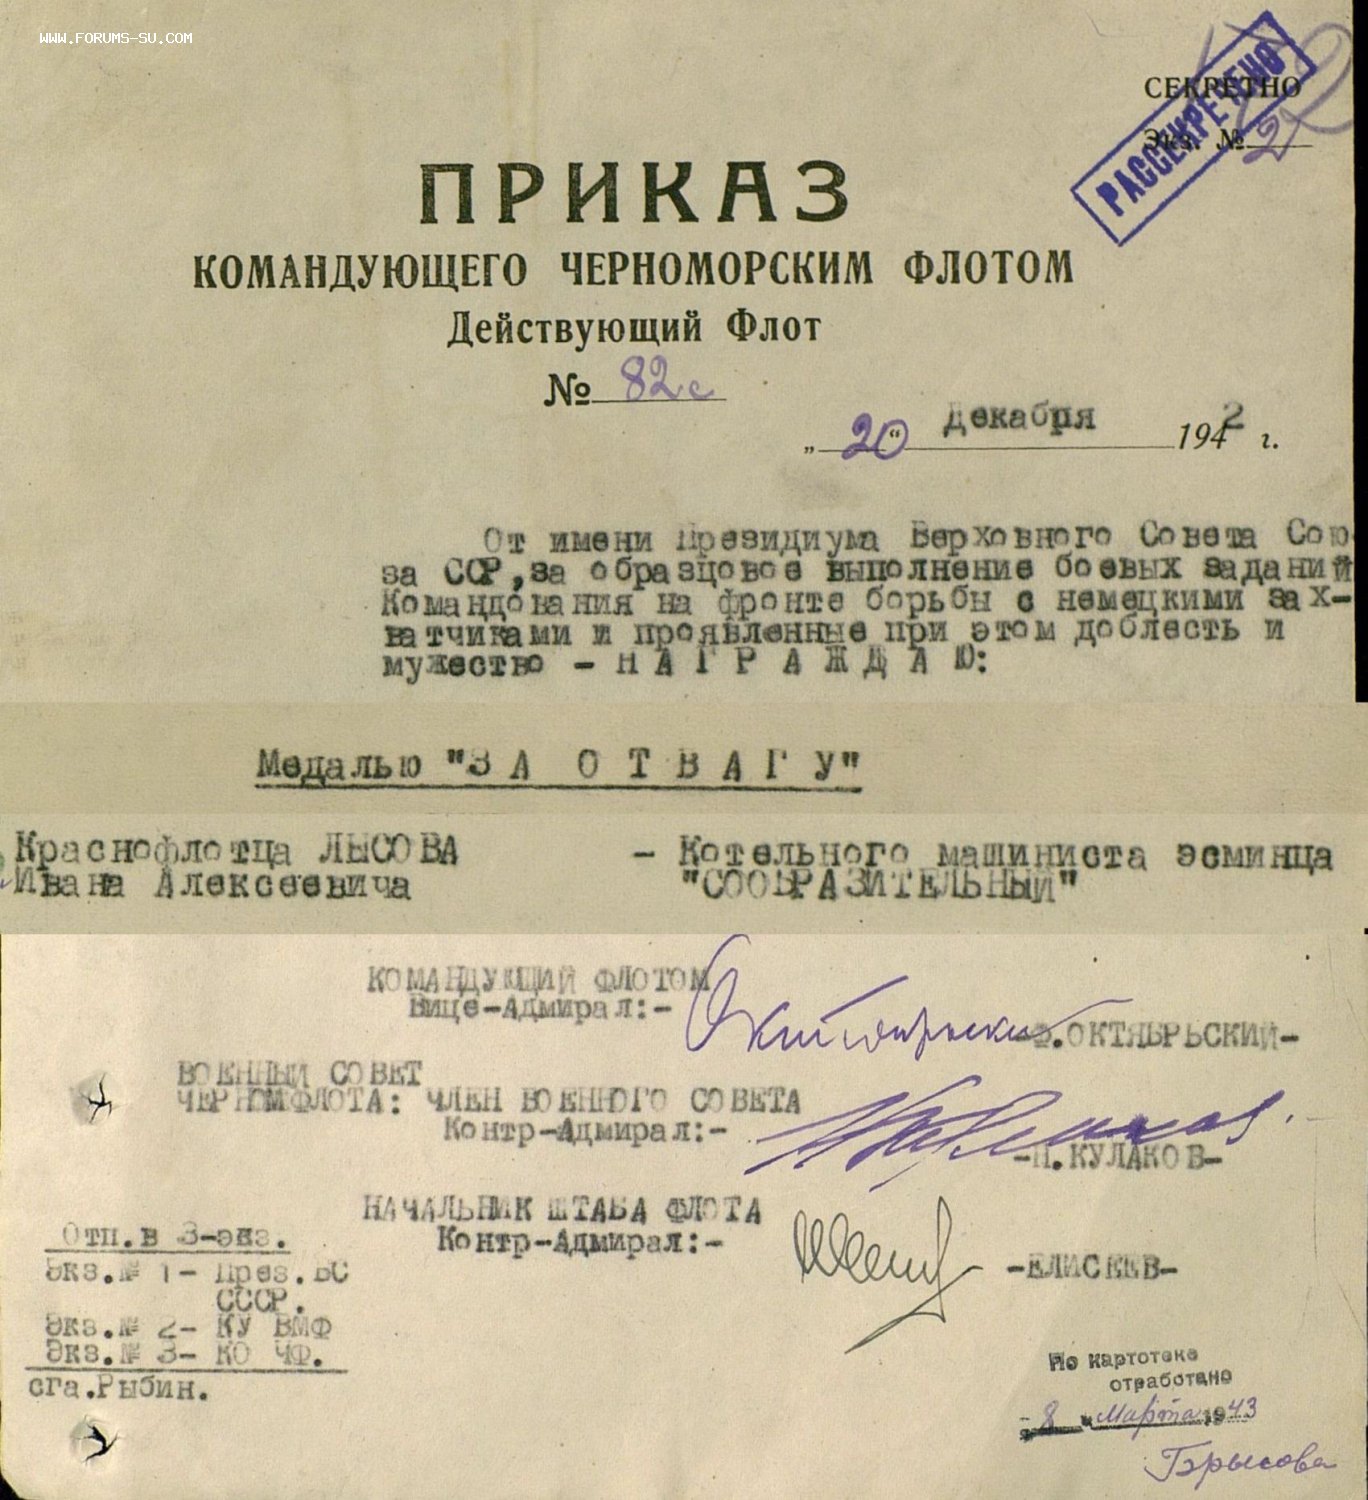 WWW.FORUMS-SU.COM
СЕКРЕТНО
Экз. № 2
РАССЕКРЕЧЕНО
ПРИКАЗ
КОМАНДУЮЩЕГО ЧЕРНОМОРСКИМ ФЛОТОМ
Действующий Флот
№ 82с
„20“ Декабря 1942 г.
От имени Президиума Верховного Совета Сою-
за ССР, за образцовое выполнение боевых заданий
Командования на фронте борьбы с немецкими зах-
ватчиками и проявленные при этом доблесть и
мужество - Н А Г Р А Ж Д А Ю:
Медалью "З А О Т В А Г У"
Краснофлотца ЛЫСОВА - Котельного машиниста эсминца
Ивана Алексеевича "СООБРАЗИТЕЛЬНЫЙ"
КОМАНДУЮЩИЙ ФЛОТОМ
Вице-Адмирал:- Октябрьский -Ф.ОКТЯБРЬСКИЙ-
ВОЕННЫЙ СОВЕТ
ЧЕРНОМФЛОТА: ЧЛЕН ВОЕННОГО СОВЕТА
Контр-Адмирал:-
-Н.КУЛАКОВ-
НАЧАЛЬНИК ШТАБА ФЛОТА
Контр-Адмирал:- -ЕЛИСЕЕВ-
Отп.в 3-экз.
Экз.№ 1- През.ВС
СССР.
Экз.№ 2- КУ ВМФ
Экз.№ 3- КО ЧФ.
сга.Рыбин.
По картотеке
отработано
"8" Марта 1943